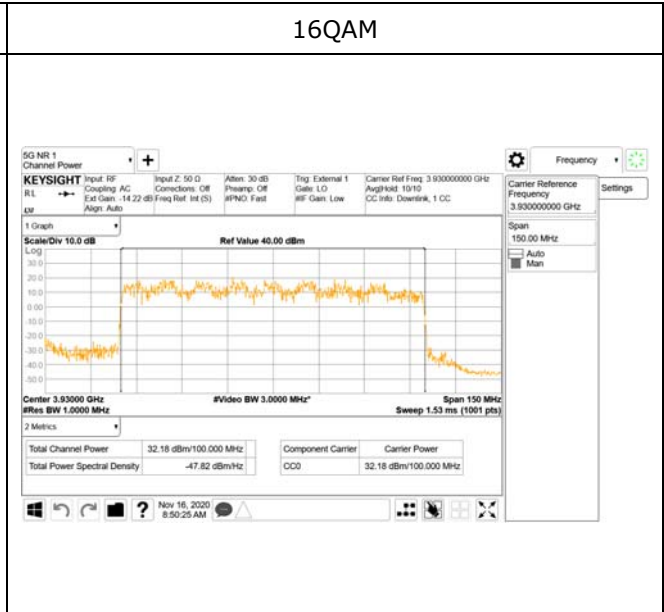 16QAM
5G NR 1
Channel Power
Frequency
KEYSIGHT
Input: RF
Input Z: 50 Ω
Atten: 30 dB
Trig: External 1
Carrier Ref Freq: 3.930000000 GHz
RL
Coupling: AC
Corrections: Off
Preamp: Off
Gate: LO
Avg|Hold: 10/10
Ext Gain: -14.22 dB
Freq Ref: Int (S)
#PNO: Fast
#IF Gain: Low
CC Info: Downlink, 1 CC
Align: Auto
Carrier Reference
Frequency
3.930000000 GHz
Settings
Span
150.00 MHz
Auto
Man
1 Graph
Scale/Div 10.0 dB
Ref Value 40.00 dBm
Log
30.0
20.0
10.0
0.00
-10.0
-20.0
-30.0
-40.0
-50.0
Center 3.93000 GHz
#Video BW 3.0000 MHz*
Span 150 MHz
#Res BW 1.0000 MHz
Sweep 1.53 ms (1001 pts)
2 Metrics
Total Channel Power
32.18 dBm/100.000 MHz
Component Carrier
Carrier Power
Total Power Spectral Density
-47.82 dBm/Hz
CC0
32.18 dBm/100.000 MHz
?
Nov 16, 2020
8:50:25 AM